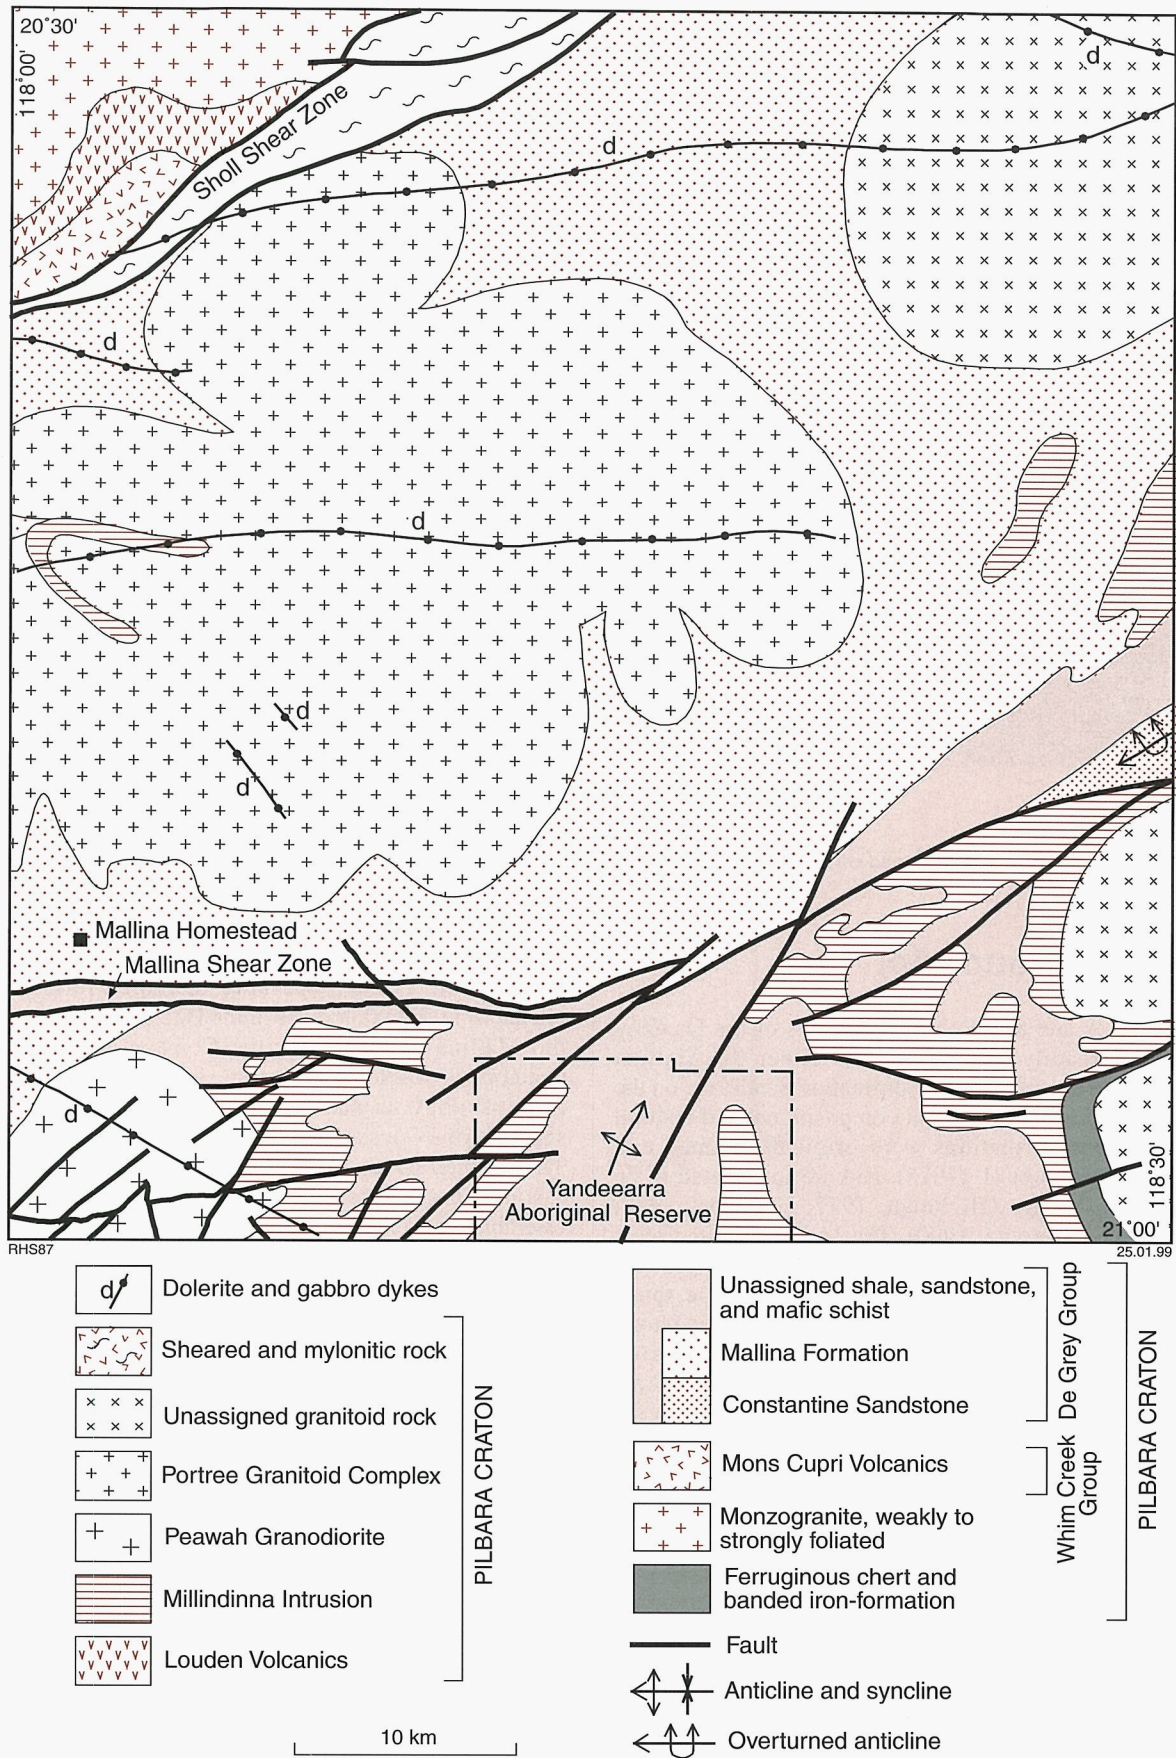 20°30'
118°00'
d
d
Sholl Shear Zone
d
d
d
d
Mallina Homestead
Mallina Shear Zone
d
Yandeearra
Aboriginal Reserve
118°30'
21°00'
RHS87
25.01.99
d
Dolerite and gabbro dykes
Sheared and mylonitic rock
Unassigned granitoid rock
Portree Granitoid Complex
Peawah Granodiorite
Millindinna Intrusion
Louden Volcanics
PILBARA CRATON
Unassigned shale, sandstone,
and mafic schist
Mallina Formation
Constantine Sandstone
De Grey Group
Mons Cupri Volcanics
Whim Creek
Group
Monzogranite, weakly to
strongly foliated
Ferruginous chert and
banded iron-formation
PILBARA CRATON
Fault
Anticline and syncline
Overturned anticline
10 km